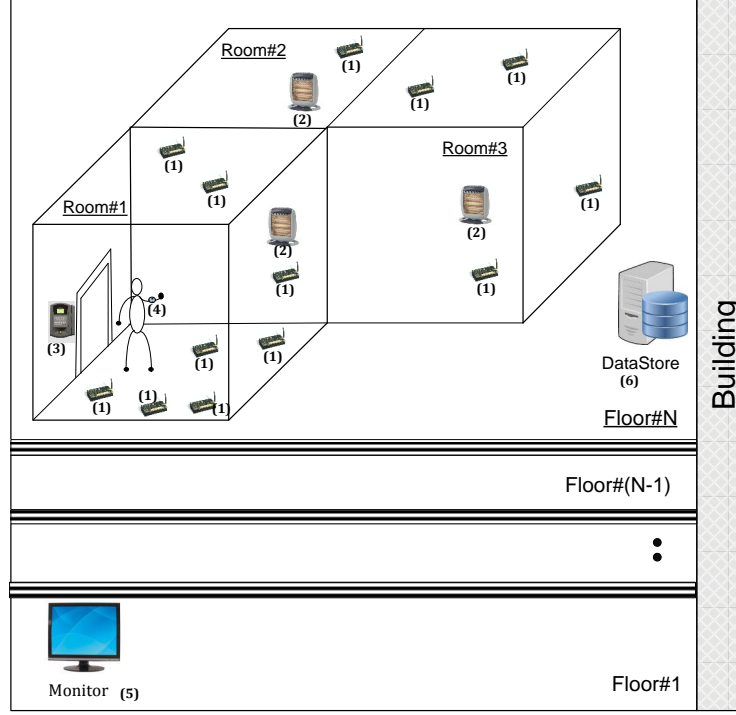 Room#2
(1)
(1)
(1)
(2)
Room#3
(1)
(1)
Room#1
(1)
(2)
(2)
(1)
(1)
(4)
(3)
(1)
(1)
DataStore
(6)
(1)
(1)
(1)
Floor#N
Building
Floor#(N-1)
Floor#1
Monitor (5)